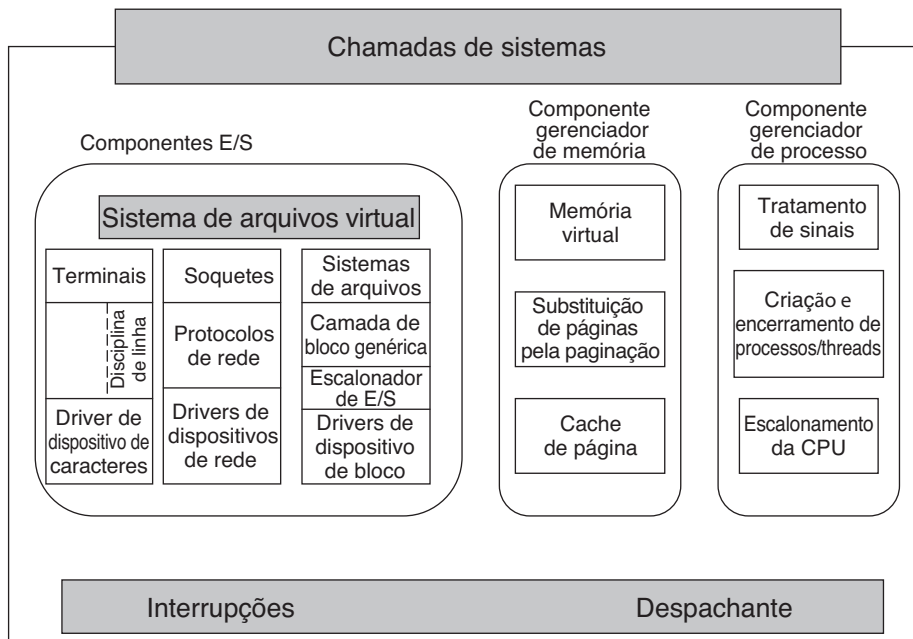 Chamadas de sistemas
Componentes E/S
Sistema de arquivos virtual
Terminais
Disciplina
de linha
Driver de
dispositivo de
caracteres
Soquetes
Protocolos
de rede
Drivers de
dispositivos
de rede
Sistemas
de arquivos
Camada de
bloco genérica
Escalonador
de E/S
Drivers de
dispositivo
de bloco
Componente
gerenciador
de memória
Memória
virtual
Substituição
de páginas
pela paginação
Cache
de página
Componente
gerenciador
de processo
Tratamento
de sinais
Criação e
encerramento de
processos/threads
Escalonamento
da CPU
Interrupções
Despachante